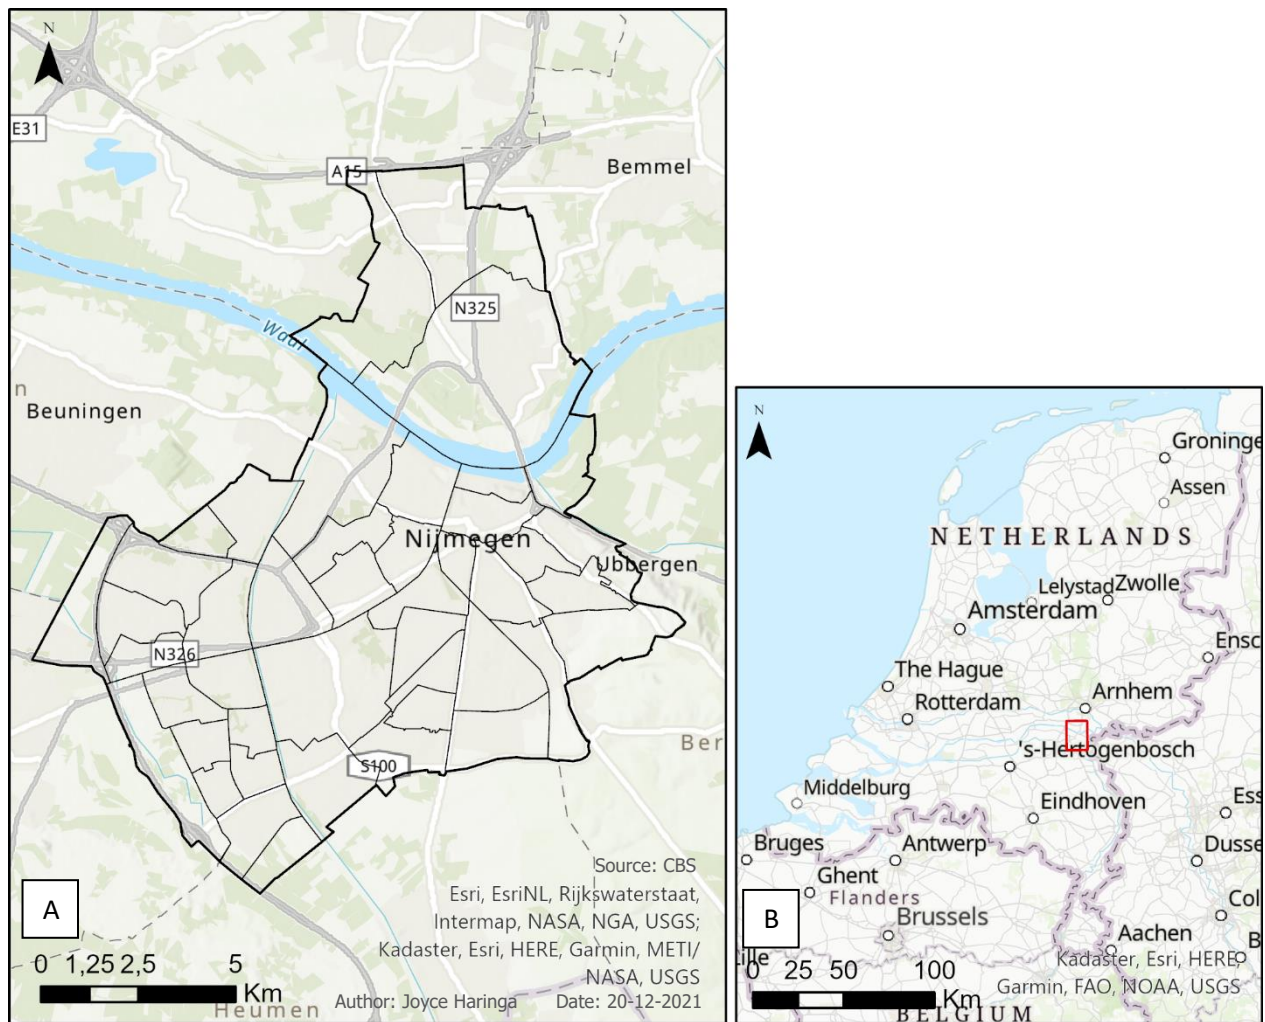 N
E31
A15
Bemmel
N325
Waal
n
Beuningen
Nijmegen
Ubbergen
N326
Ber
S100
Source: CBS
Esri, EsriNL, Rijkswaterstaat,
Intermap, NASA, NGA, USGS;
Kadaster, Esri, HERE, Garmin, METI/
NASA, USGS
A
0 1,25 2,5 5
Km
Author: Joyce Haringa Date: 20-12-2021
Heumen
N
Groninge
Assen
NETHERLANDS
Lelystad
Zwolle
Amsterdam
Ensc
The Hague
Arnhem
Rotterdam
's-Hertogenbosch
Middelburg
Eindhoven
Ess
Bruges
Antwerp
Dusse
Ghent
Flanders
Col
B
Brussels
Aachen
B
ille
Kadaster, Esri, HERE,
Garmin, FAO, NOAA, USGS
0 25 50 100
Km
BELGIUM